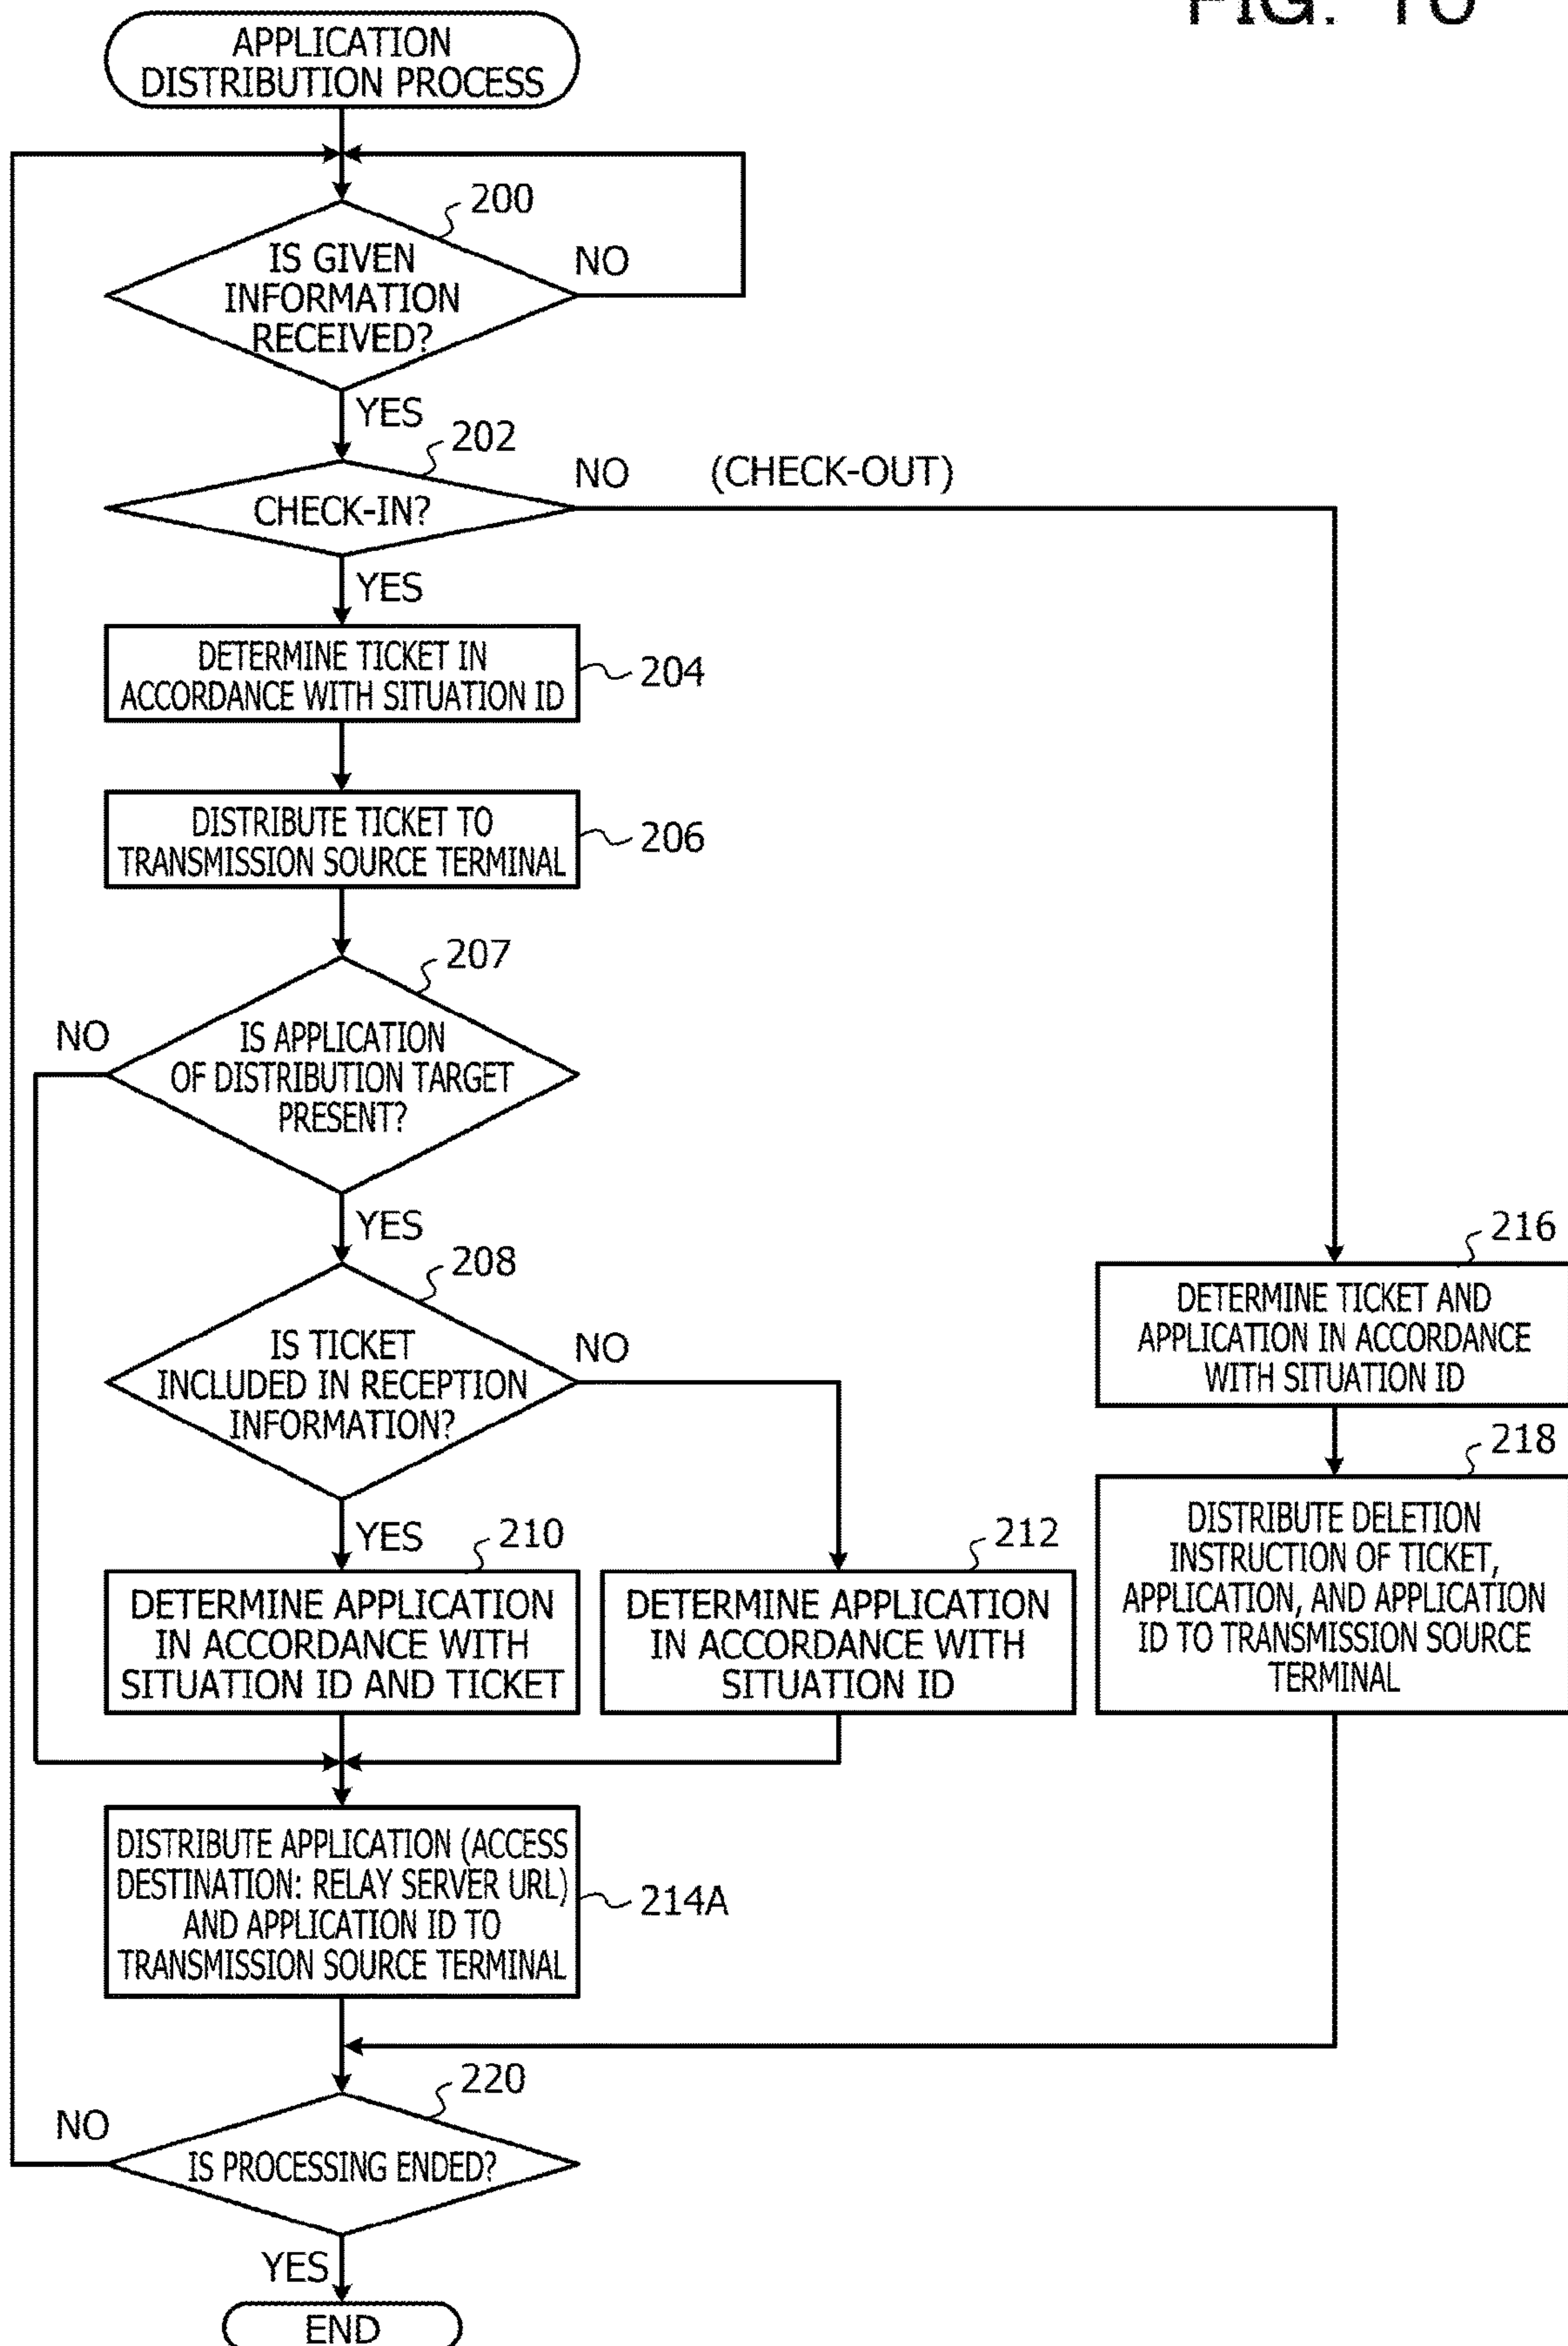 FIG. 10
APPLICATION
DISTRIBUTION PROCESS
200
IS GIVEN
INFORMATION
RECEIVED?
NO
YES
202
CHECK-IN?
NO (CHECK-OUT)
YES
DETERMINE TICKET IN
ACCORDANCE WITH SITUATION ID
204
DISTRIBUTE TICKET TO
TRANSMISSION SOURCE TERMINAL
206
207
NO
IS APPLICATION
OF DISTRIBUTION TARGET
PRESENT?
YES
208
IS TICKET
INCLUDED IN RECEPTION
INFORMATION?
NO
YES
210
DETERMINE APPLICATION
IN ACCORDANCE WITH
SITUATION ID AND TICKET
212
DETERMINE APPLICATION
IN ACCORDANCE WITH
SITUATION ID
216
DETERMINE TICKET AND
APPLICATION IN ACCORDANCE
WITH SITUATION ID
218
DISTRIBUTE DELETION
INSTRUCTION OF TICKET,
APPLICATION, AND APPLICATION
ID TO TRANSMISSION SOURCE
TERMINAL
DISTRIBUTE APPLICATION (ACCESS
DESTINATION: RELAY SERVER URL)
AND APPLICATION ID TO
TRANSMISSION SOURCE TERMINAL
214A
220
NO
IS PROCESSING ENDED?
YES
END